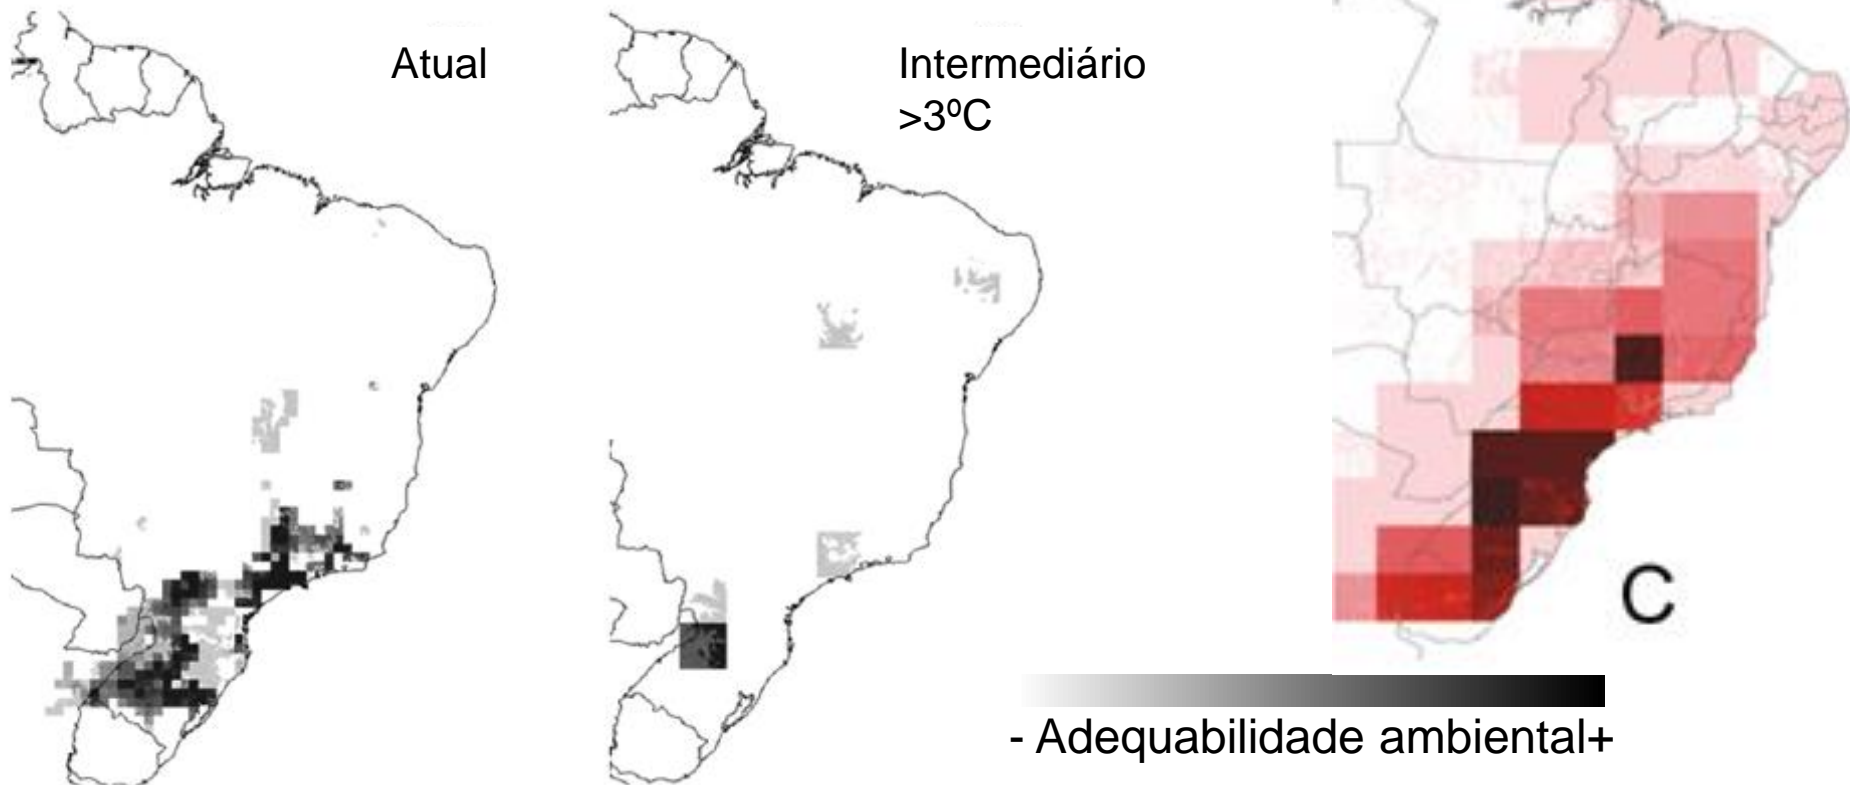 Atual
Intermediário
>3ºC
C
- Adequabilidade ambiental+